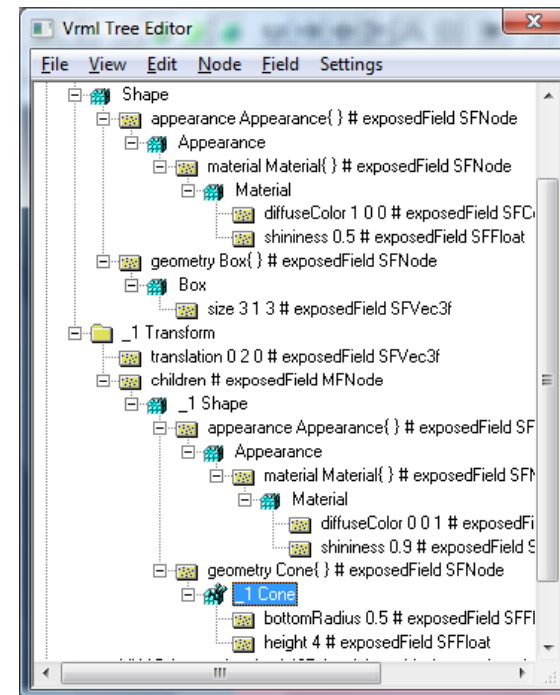 Vrml Tree Editor
File View Edit Node Field Settings
Shape
appearance Appearance{ } # exposedField SFNode
Appearance
material Material{ } # exposedField SFNode
Material
diffuseColor 1 0 0 # exposedField
shininess 0.5 # exposedField SFFloat
geometry Box{ } # exposedField SFNode
Box
size 3 1 3 # exposedField SFVec3f
_1 Transform
translation 0 2 0 # exposedField SFVec3f
children # exposedField MFNode
_1 Shape
appearance Appearance{ } # exposedField SF
Appearance
material Material{ } # exposedField
Material
diffuseColor 0 0 1 # exposedFi
shininess 0.9 # exposedField S
geometry Cone{ } # exposedField SFNode
_1 Cone
bottomRadius 0.5 # exposedField
height 4 # exposedField SFFloat